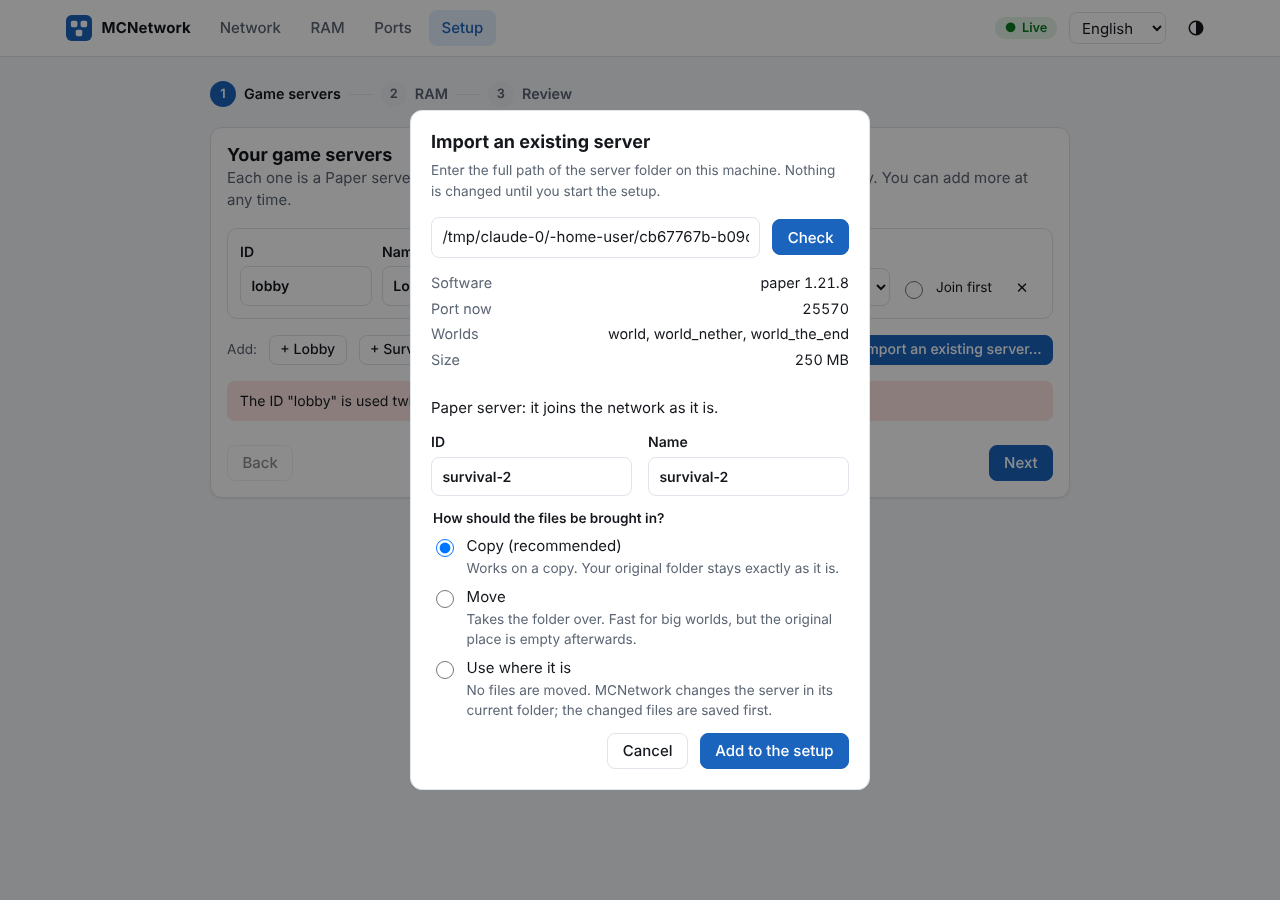 MCNetwork Network RAM Ports Setup Live English
1 Game servers 2 RAM 3 Review
Import an existing server
Enter the full path of the server folder on this machine. Nothing
is changed until you start the setup.
/tmp/claude-0/-home-user/cb67767b-b09 Check
Software paper 1.21.8
Port now 25570
Worlds world, world_nether, world_the_end
Size 250 MB
Paper server: it joins the network as it is.
ID Name
survival-2 survival-2
How should the files be brought in?
Copy (recommended)
Works on a copy. Your original folder stays exactly as it is.
Move
Takes the folder over. Fast for big worlds, but the original
place is empty afterwards.
Use where it is
No files are moved. MCNetwork changes the server in its
current folder; the changed files are saved first.
Cancel Add to the setup
Your game servers
Each one is a Paper You can add more at
any time.
ID
lobby Join first ✕
Add: + Lobby import an existing server...
The ID "lobby" is used
Back Next